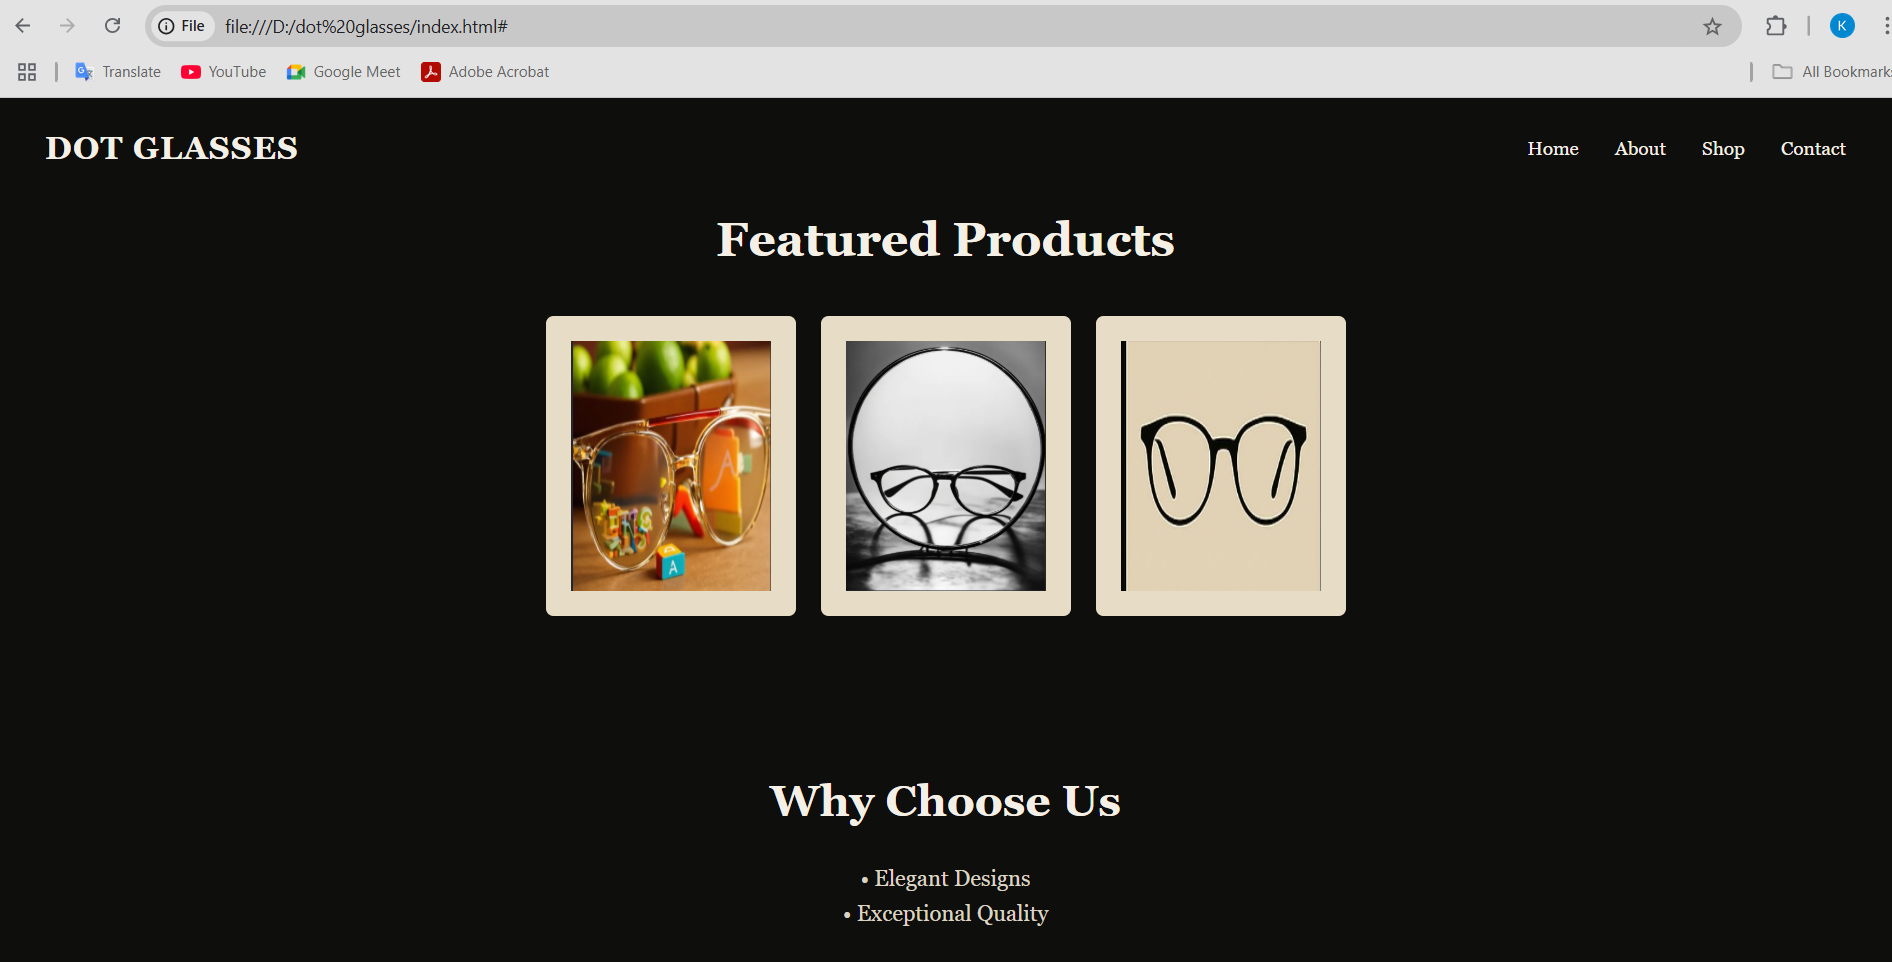 File file:///D:/dot%20glasses/index.html# K
Translate YouTube Google Meet Adobe Acrobat All Bookmarks
DOT GLASSES Home About Shop Contact
Featured Products
A
A
Why Choose Us
• Elegant Designs
• Exceptional Quality